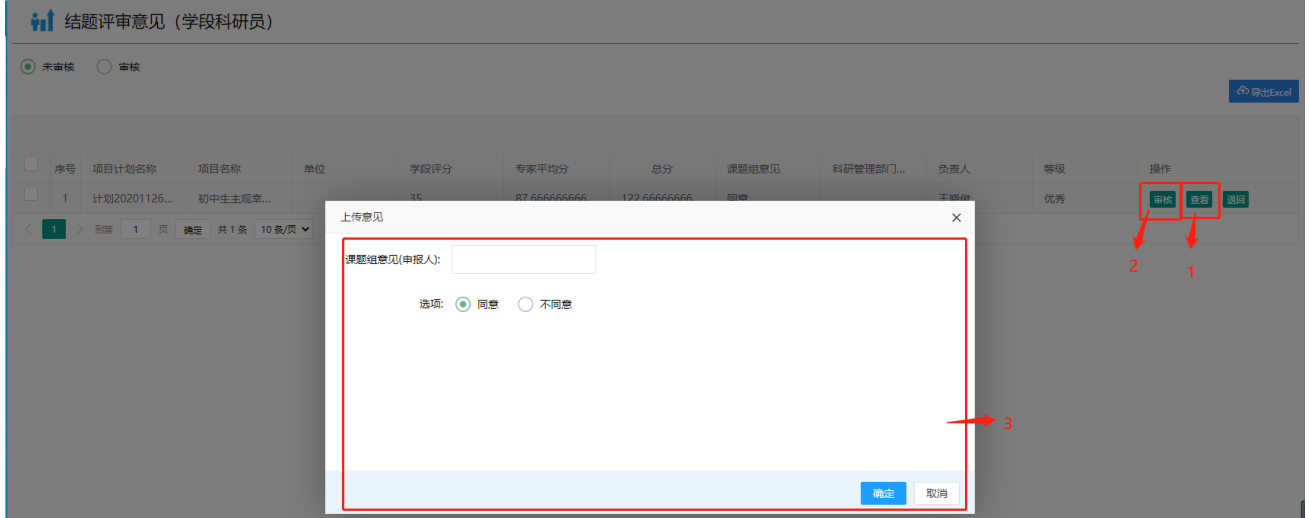 结题评审意见（学段科研员）
未审核 审核
导出Excel
序号 项目计划名称 项目名称 单位 学段评分 专家平均分 总分 课题组意见 科研管理部门... 负责人 等级 操作
1 计划20201126... 初中生主观幸... 35 87.666666666 122.66666666 同意 王晓俊 优秀 审核 查看 退回
1 到第 1 页 确定 共 1 条 10 条/页
上传意见
课题组意见(申报人):
选项: 同意 不同意
确定 取消
2
1
3